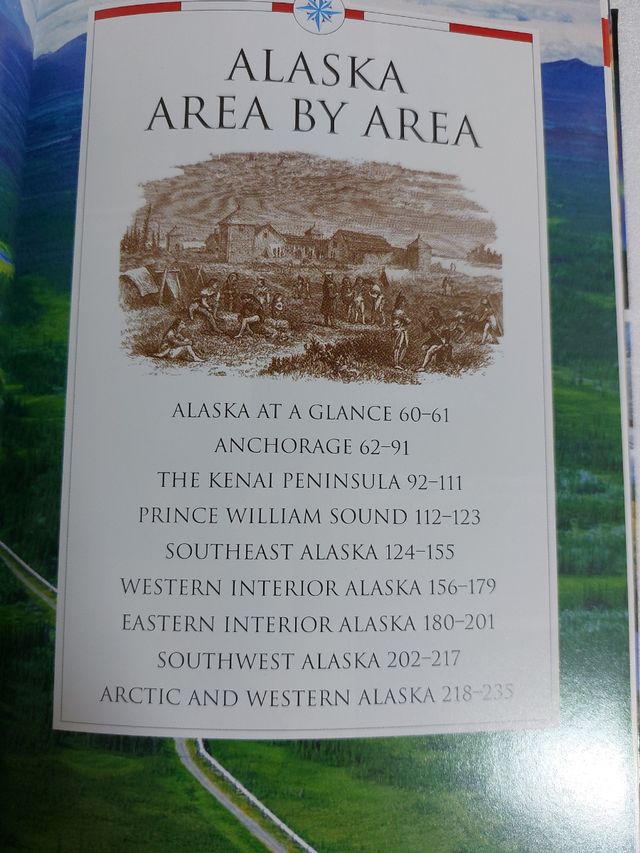 ALASKA
AREA BY AREA
ALASKA AT A GLANCE 60–61
ANCHORAGE 62–91
THE KENAI PENINSULA 92–111
PRINCE WILLIAM SOUND 112–123
SOUTHEAST ALASKA 124–155
WESTERN INTERIOR ALASKA 156–179
EASTERN INTERIOR ALASKA 180–201
SOUTHWEST ALASKA 202–217
ARCTIC AND WESTERN ALASKA 218–235